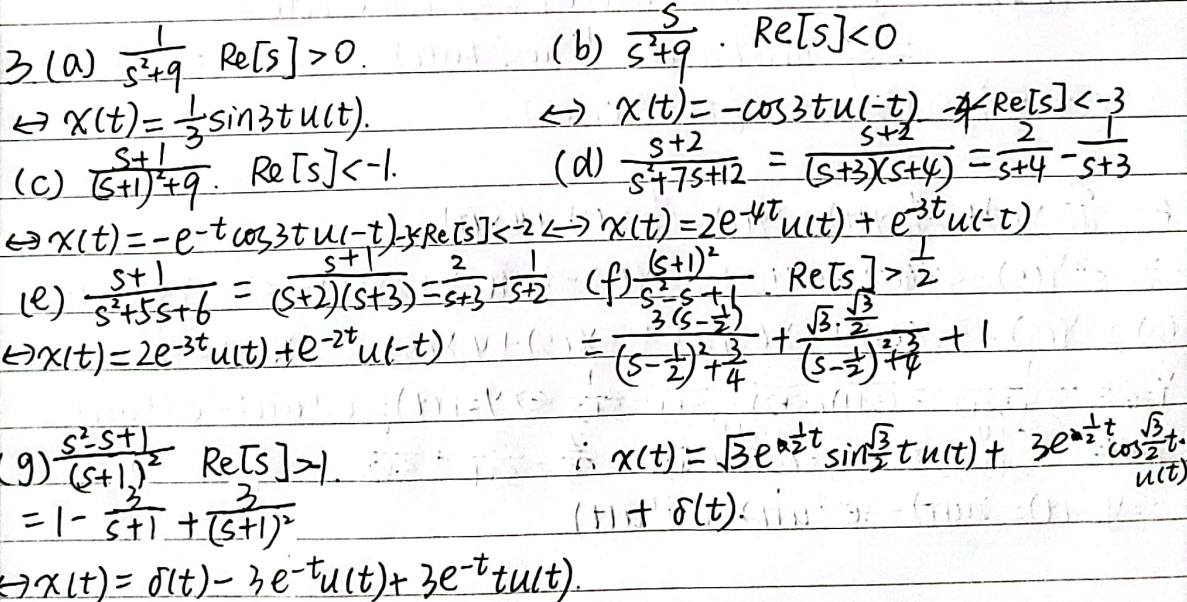 3.(a) 1/(s²+9) Re[s]>0.
(b) s/(s²+9) . Re[s]<0
↔ x(t)= 1/3 sin3t u(t).
↔ x(t)= -cos3t u(-t)
(c) (s+1)/((s+1)²+9) . Re[s]<-1.
(d) (s+2)/(s²+7s+12) = (s+2)/((s+3)(s+4)) = 2/(s+4) - 1/(s+3) -4<Re[s]<-3
↔ x(t)= -e^(-t) cos3t u(-t)
↔ x(t)=2e^(-4t) u(t) + e^(-3t) u(-t)
(e) (s+1)/(s²+5s+6) = (s+1)/((s+2)(s+3)) = 2/(s+3) - 1/(s+2) -3<Re[s]<-2
↔ x(t)=2e^(-3t) u(t)+e^(-2t) u(-t)
(f) (s+1)²/(s²-s+1) . Re[s]>1/2
= 3(s-1/2)/((s-1/2)²+3/4) + (√3·√3/2)/((s-1/2)²+3/4) + 1
∴ x(t)= √3 e^(1/2 t) sin √3/2 t u(t) + 3e^(1/2 t) cos √3/2 t·u(t)
+ δ(t).
(g) (s²-s+1)/(s+1)² Re[s]>-1.
= 1 - 3/(s+1) + 3/(s+1)²
↔ x(t)= δ(t) - 3e^(-t) u(t)+ 3e^(-t) t u(t).